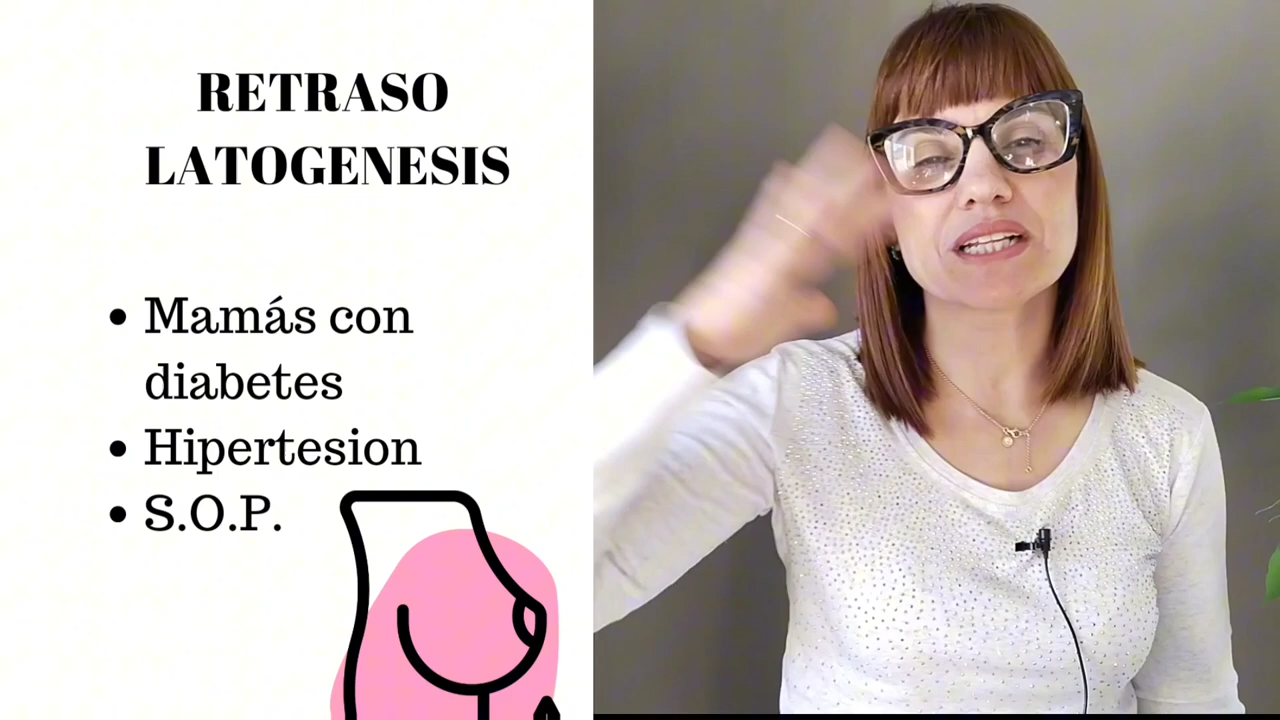 RETRASO
LATOGENESIS
• Mamás con
diabetes
• Hipertesion
• S.O.P.